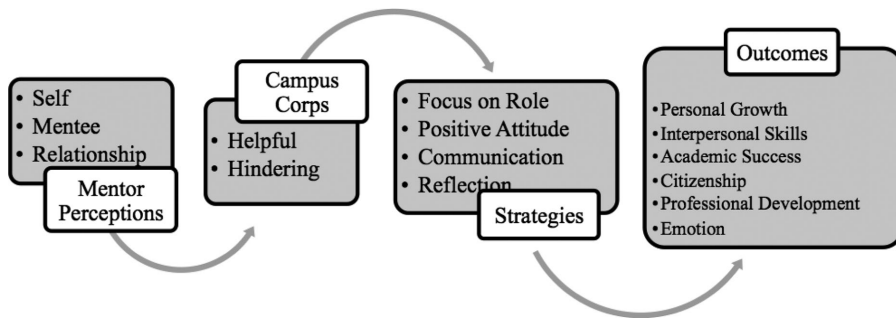 • Self
• Mentee
• Relationship
Mentor
Perceptions
Campus
Corps
• Helpful
• Hindering
• Focus on Role
• Positive Attitude
• Communication
• Reflection
Strategies
Outcomes
• Personal Growth
• Interpersonal Skills
• Academic Success
• Citizenship
• Professional Development
• Emotion